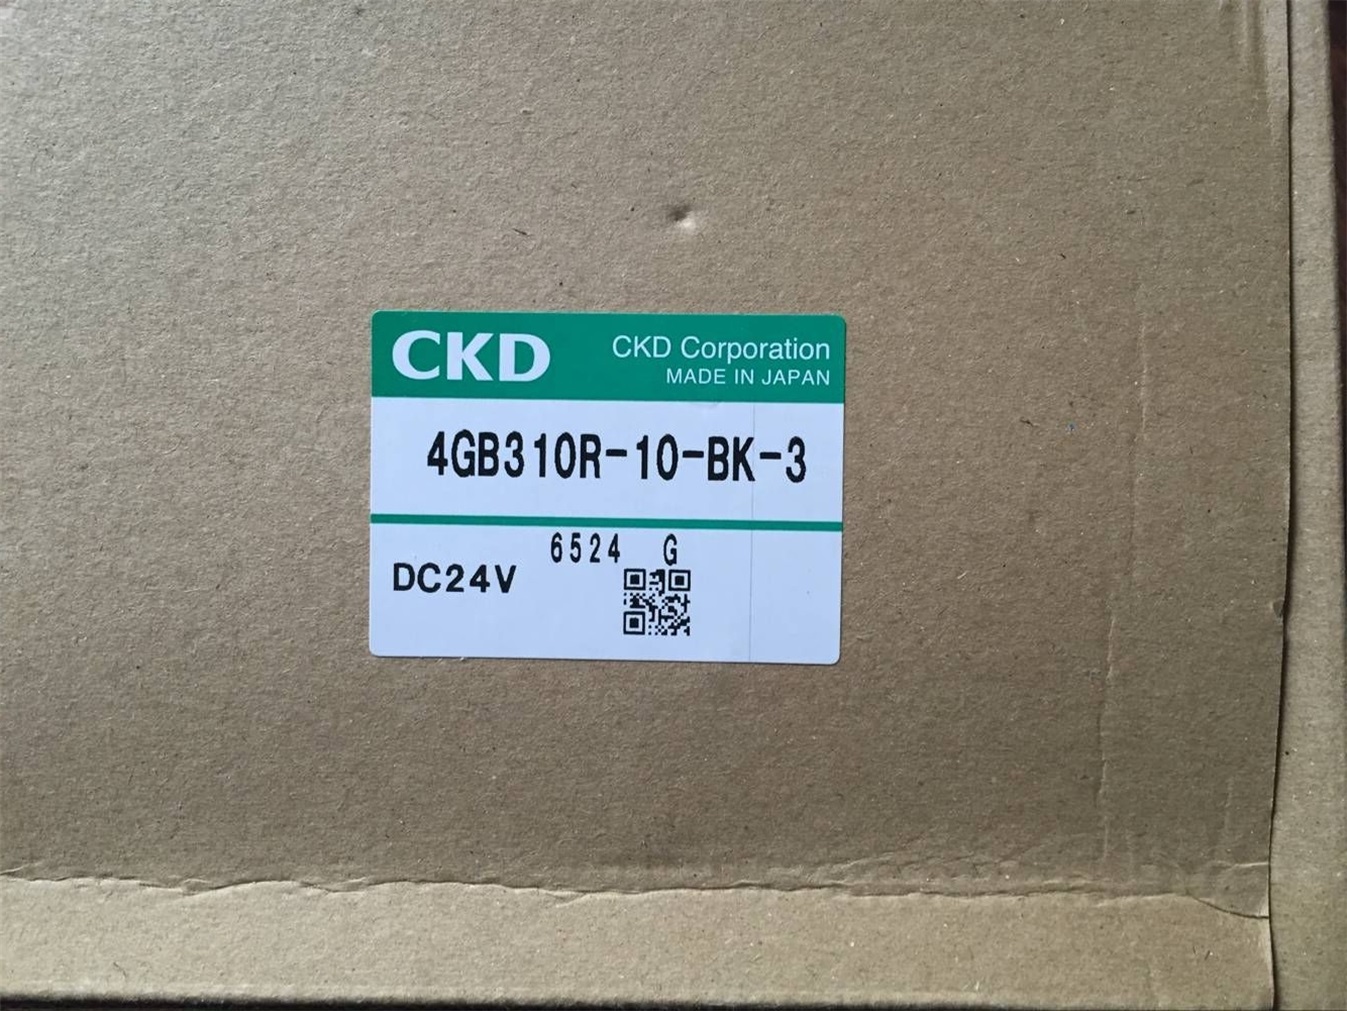 CKD
CKD Corporation
MADE IN JAPAN
4GB310R-10-BK-3
6524 G
DC24V